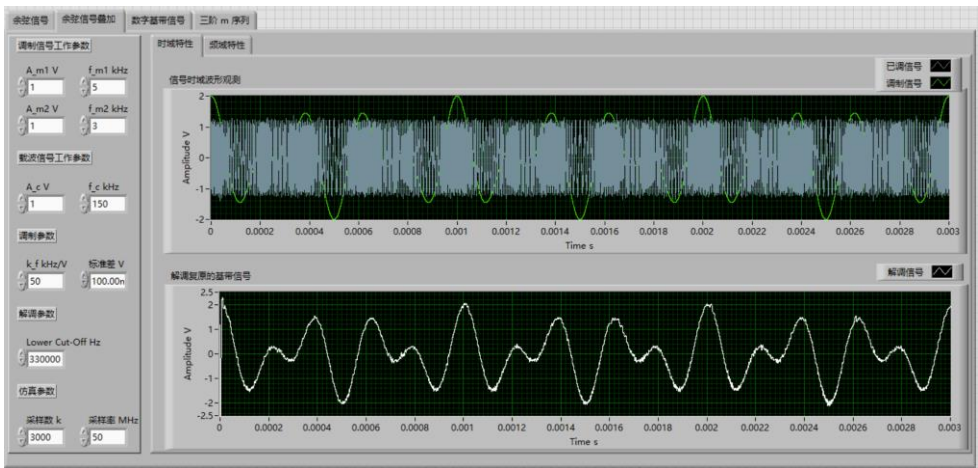 余弦信号 余弦信号叠加 数字基带信号 三阶 m 序列
调制信号工作参数
A_m1 V f_m1 kHz
1 5
A_m2 V f_m2 kHz
1 3
载波信号工作参数
A_c V f_c kHz
1 150
调制参数
k_f kHz/V 标准差 V
50 100.00n
解调参数
Lower Cut-Off Hz
330000
仿真参数
采样数 k 采样率 MHz
3000 50
时域特性 频域特性
信号时域波形观测
已调信号
调制信号
Amplitude V
2
1
0
-1
-2
0 0.0002 0.0004 0.0006 0.0008 0.001 0.0012 0.0014 0.0016 0.0018 0.002 0.0022 0.0024 0.0026 0.0028 0.003
Time s
解调复原的基带信号
解调信号
Amplitude V
2.5
2
1
0
-1
-2
-2.5
0 0.0002 0.0004 0.0006 0.0008 0.001 0.0012 0.0014 0.0016 0.0018 0.002 0.0022 0.0024 0.0026 0.0028 0.003
Time s